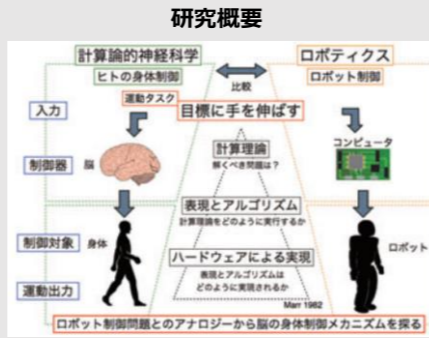 研究概要
計算論的神経科学
ロボティクス
ヒトの身体制御
比較
ロボット制御
運動タスク
目標に手を伸ばす
入力
計算理論
解くべき問題は？
コンピュータ
制御器
脳
表現とアルゴリズム
計算理論をどのように実行するか
制御対象
身体
ハードウェアによる実現
ロボット
表現とアルゴリズムは
どのように実現されるか
運動出力
Marr 1982
ロボット制御問題とのアナロジーから脳の身体制御メカニズムを探る